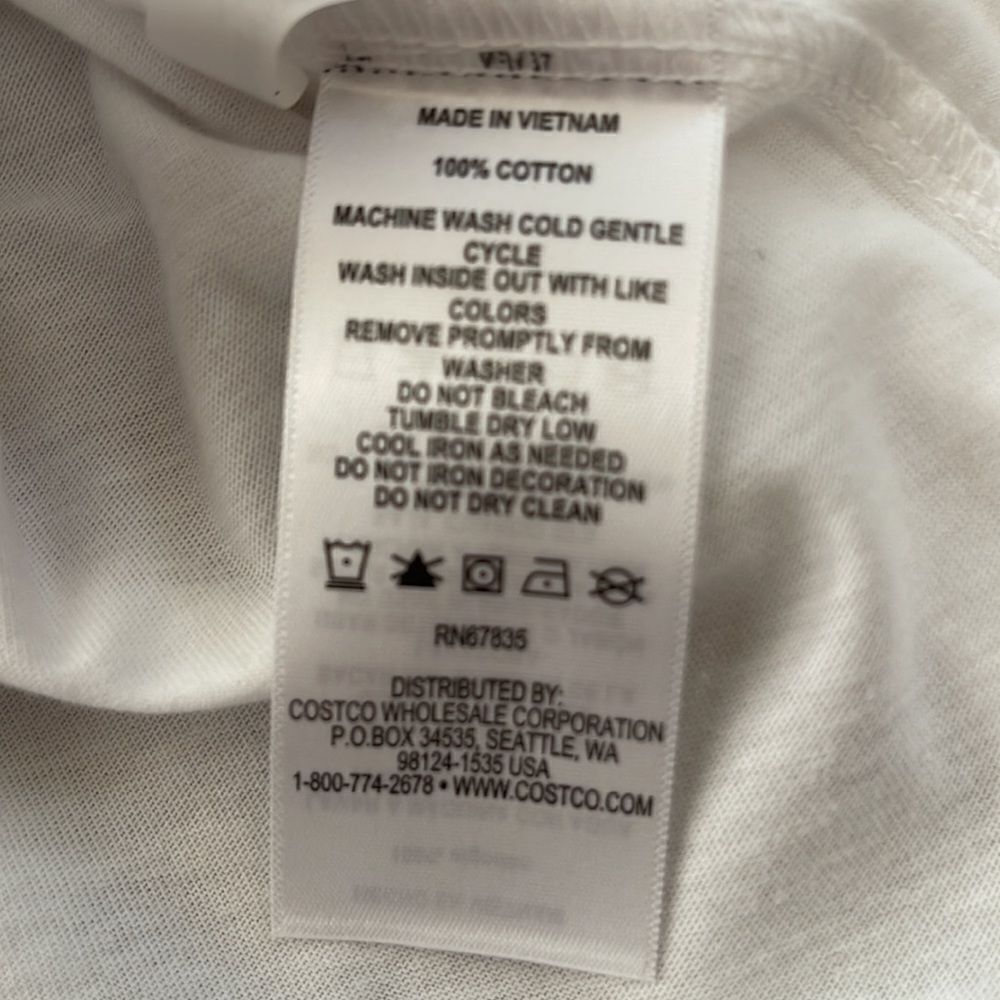 MADE IN VIETNAM
100% COTTON
MACHINE WASH COLD GENTLE
CYCLE
WASH INSIDE OUT WITH LIKE
COLORS
REMOVE PROMPTLY FROM
WASHER
DO NOT BLEACH
TUMBLE DRY LOW
COOL IRON AS NEEDED
DO NOT IRON DECORATION
DO NOT DRY CLEAN
RN67835
DISTRIBUTED BY:
COSTCO WHOLESALE CORPORATION
P.O.BOX 34535, SEATTLE, WA
98124-1535 USA
1-800-774-2678 • WWW.COSTCO.COM